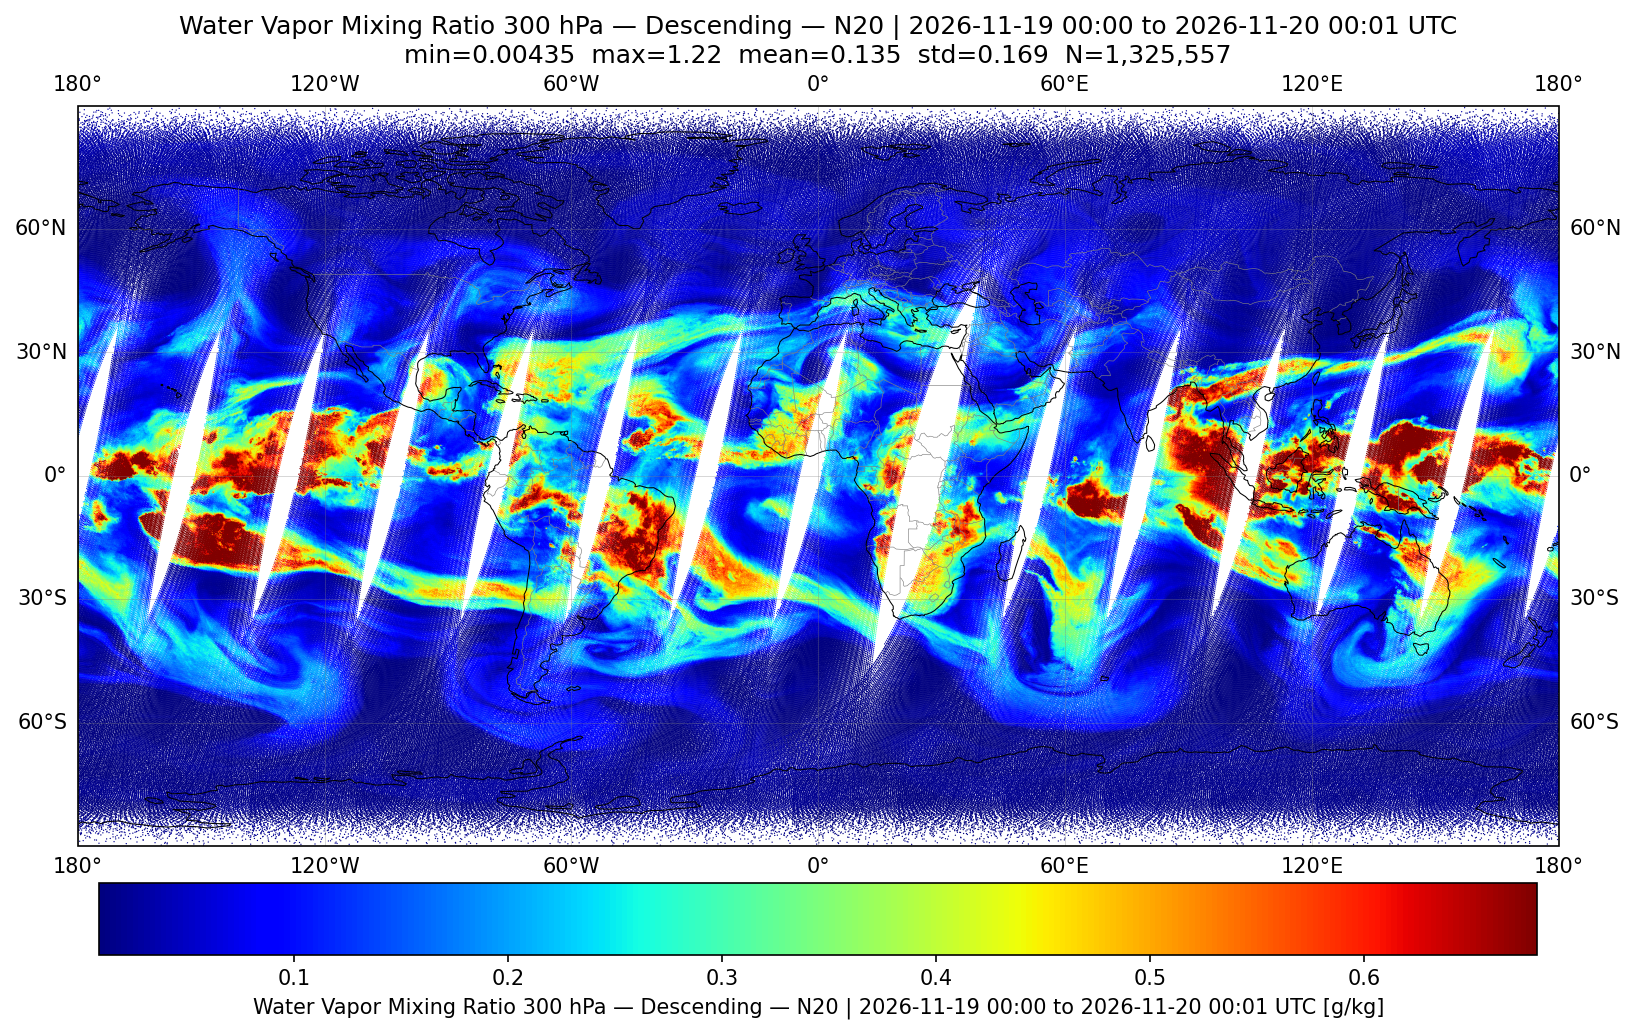 Water Vapor Mixing Ratio 300 hPa — Descending — N20 | 2026-11-19 00:00 to 2026-11-20 00:01 UTC
min=0.00435 max=1.22 mean=0.135 std=0.169 N=1,325,557
180° 120°W 60°W 0° 60°E 120°E 180°
60°N 60°N
30°N 30°N
0° 0°
30°S 30°S
60°S 60°S
180° 120°W 60°W 0° 60°E 120°E 180°
0.1 0.2 0.3 0.4 0.5 0.6
Water Vapor Mixing Ratio 300 hPa — Descending — N20 | 2026-11-19 00:00 to 2026-11-20 00:01 UTC [g/kg]